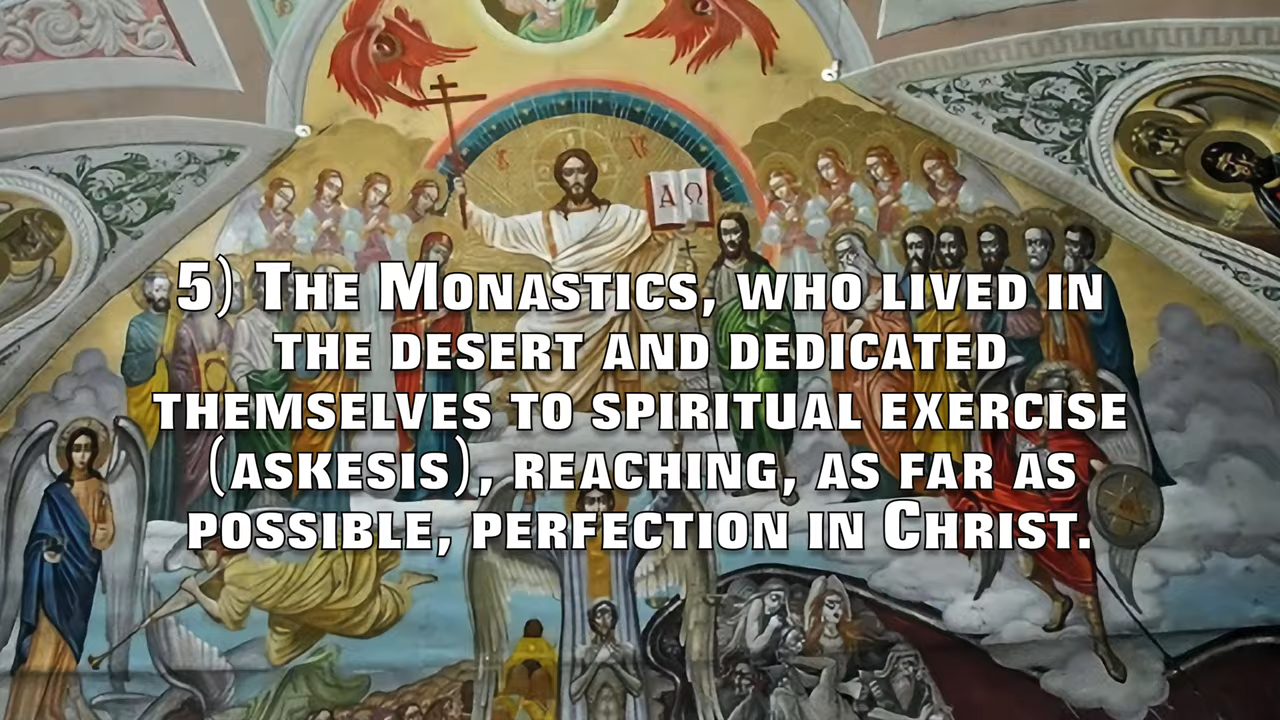 Α Ω
5) The Monastics, who lived in
the desert and dedicated
themselves to spiritual exercise
(askesis), reaching, as far as
possible, perfection in Christ.